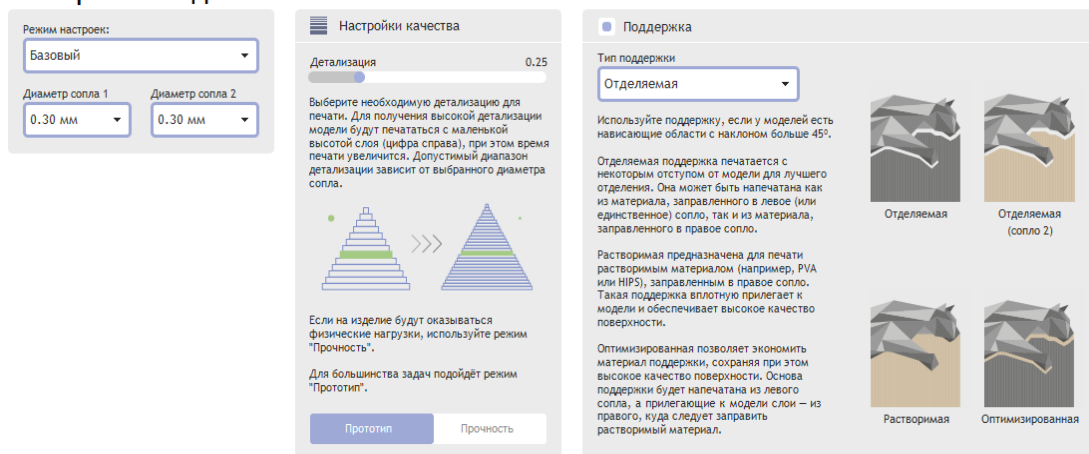 Режим настроек:
Базовый
Диаметр сопла 1
Диаметр сопла 2
0.30 мм
0.30 мм
Настройки качества
Детализация
0.25
Выберите необходимую детализацию для
печати. Для получения высокой детализации
модели будут печататься с маленькой
высотой слоя (цифра справа), при этом время
печати увеличится. Допустимый диапазон
детализации зависит от выбранного диаметра
сопла.
Если на изделие будут оказываться
физические нагрузки, используйте режим
"Прочность".
Для большинства задач подойдёт режим
"Прототип".
Прототип
Прочность
Поддержка
Тип поддержки
Отделяемая
Используйте поддержку, если у моделей есть
нависающие области с наклоном больше 45º.
Отделяемая поддержка печатается с
некоторым отступом от модели для лучшего
отделения. Она может быть напечатана как
из материала, заправленного в левое (или
единственное) сопло, так и из материала,
заправленного в правое сопло.
Растворимая предназначена для печати
растворимым материалом (например, PVA
или HIPS), заправленным в правое сопло.
Такая поддержка вплотную прилегает к
модели и обеспечивает высокое качество
поверхности.
Оптимизированная позволяет экономить
материал поддержки, сохраняя при этом
высокое качество поверхности. Основа
поддержки будет напечатана из левого
сопла, а прилегающие к модели слои — из
правого, куда следует заправить
растворимый материал.
Отделяемая
Отделяемая
(сопло 2)
Растворимая
Оптимизированная